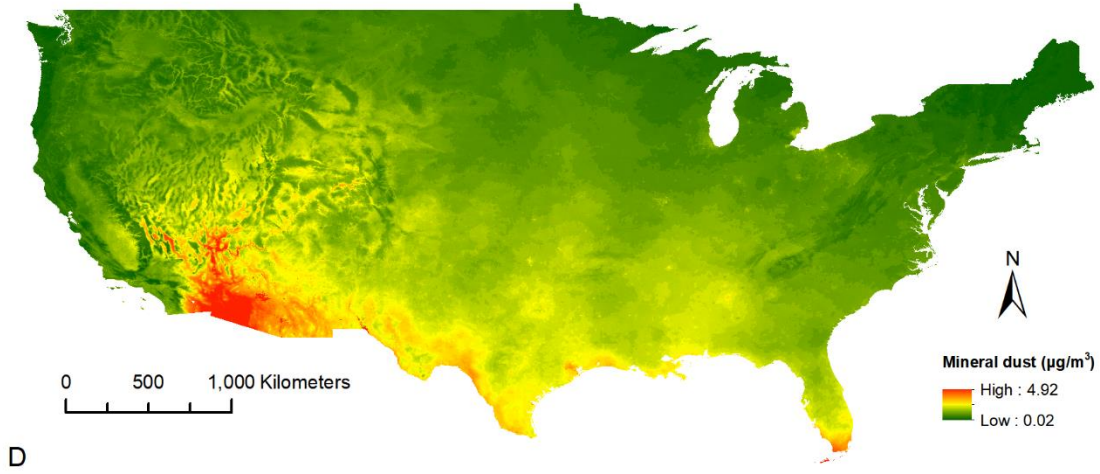 N
Mineral dust (µg/m³)
High : 4.92
Low : 0.02
0 500 1,000 Kilometers
D